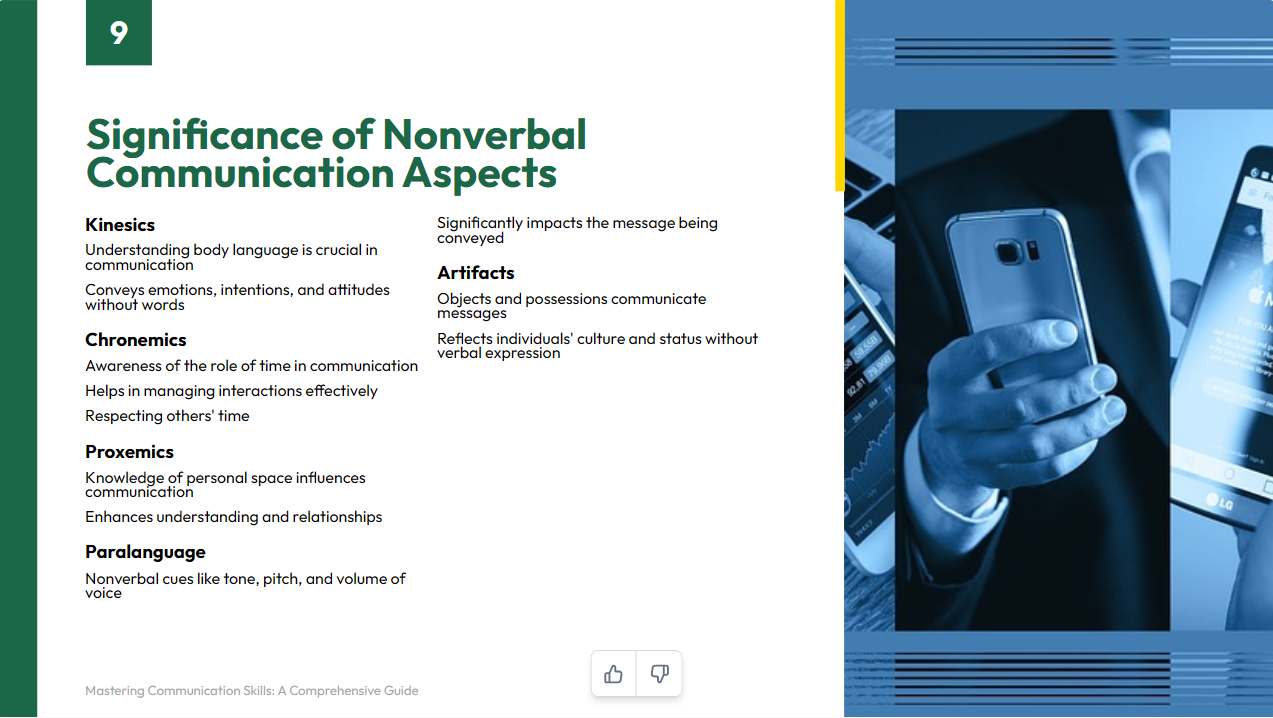 9
Significance of Nonverbal
Communication Aspects
Kinesics
Understanding body language is crucial in
communication
Conveys emotions, intentions, and attitudes
without words
Chronemics
Awareness of the role of time in communication
Helps in managing interactions effectively
Respecting others' time
Proxemics
Knowledge of personal space influences
communication
Enhances understanding and relationships
Paralanguage
Nonverbal cues like tone, pitch, and volume of
voice
Significantly impacts the message being
conveyed
Artifacts
Objects and possessions communicate
messages
Reflects individuals' culture and status without
verbal expression
Mastering Communication Skills: A Comprehensive Guide
LG